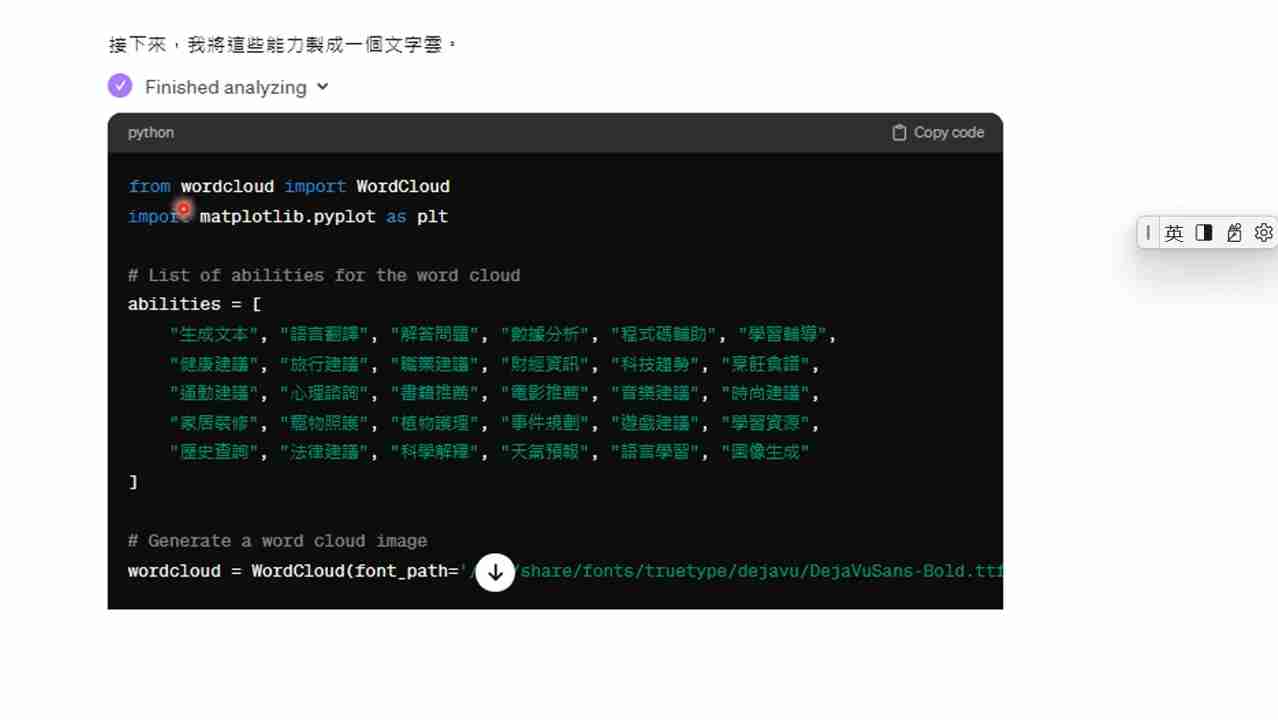 接下來，我將這些能力製成一個文字雲。
Finished analyzing
python
Copy code
from wordcloud import WordCloud
import matplotlib.pyplot as plt
# List of abilities for the word cloud
abilities = [
"生成文本", "語言翻譯", "解答問題", "數據分析", "程式碼輔助", "學習輔導",
"健康建議", "旅行建議", "職業建議", "財經資訊", "科技趨勢", "烹飪食譜",
"運動建議", "心理諮詢", "書籍推薦", "電影推薦", "音樂建議", "時尚建議",
"家居裝修", "寵物照護", "植物護理", "事件規劃", "遊戲建議", "學習資源",
"歷史查詢", "法律建議", "科學解釋", "天氣預報", "語言學習", "圖像生成"
]
# Generate a word cloud image
wordcloud = WordCloud(font_path='/share/fonts/truetype/dejavu/DejaVuSans-Bold.ttf
英